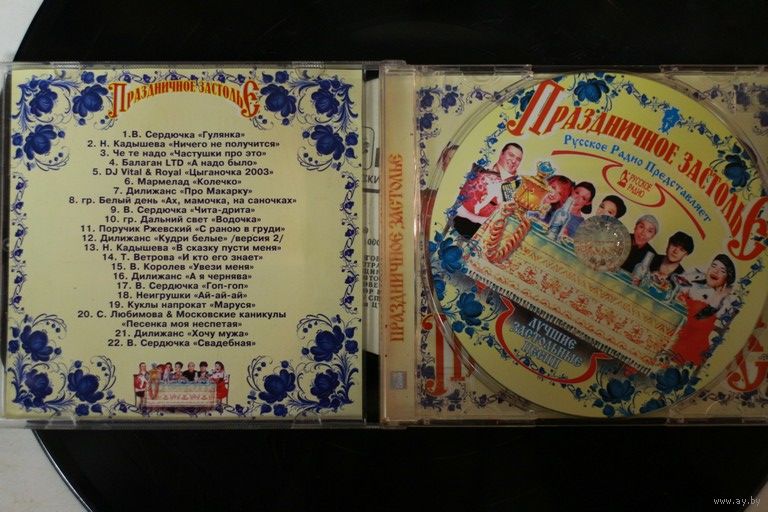 ПРАЗДНИЧНОЕ ЗАСТОЛЬЕ
1.В. Сердючка «Гулянка»
2. Н. Кадышева «Ничего не получится»
3. Че те надо «Частушки про это»
4. Балаган LTD «А надо было»
5. DJ Vital & Royal «Цыганочка 2003»
6. Мармелад «Колечко»
7. Дилижанс «Про Макарку»
8. гр. Белый день «Ах, мамочка, на саночках»
9. В. Сердючка «Чита-дрита»
10. гр. Дальний свет «Водочка»
11. Поручик Ржевский «С раною в груди»
12. Дилижанс «Кудри белые» /версия 2/
13. Н. Кадышева «В сказку пусти меня»
14. Т. Ветрова «И кто его знает»
15. В. Королев «Увези меня»
16. Дилижанс «А я чернява»
17. В. Сердючка «Гоп-гоп»
18. Неигрушки «Ай-ай-ай»
19. Куклы напрокат «Маруся»
20. С. Любимова & Московские каникулы
«Песенка моя неспетая»
21. Дилижанс «Хочу мужа»
22. В. Сердючка «Свадебная»
ПРАЗДНИЧНОЕ ЗАСТОЛЬЕ
ПРАЗДНИЧНОЕ ЗАСТОЛЬЕ
Русское Радио Представляет
РУССКОЕ РАДИО
ЛУЧШИЕ
ЗАСТОЛЬНЫЕ
ПЕСНИ
www.ay.by